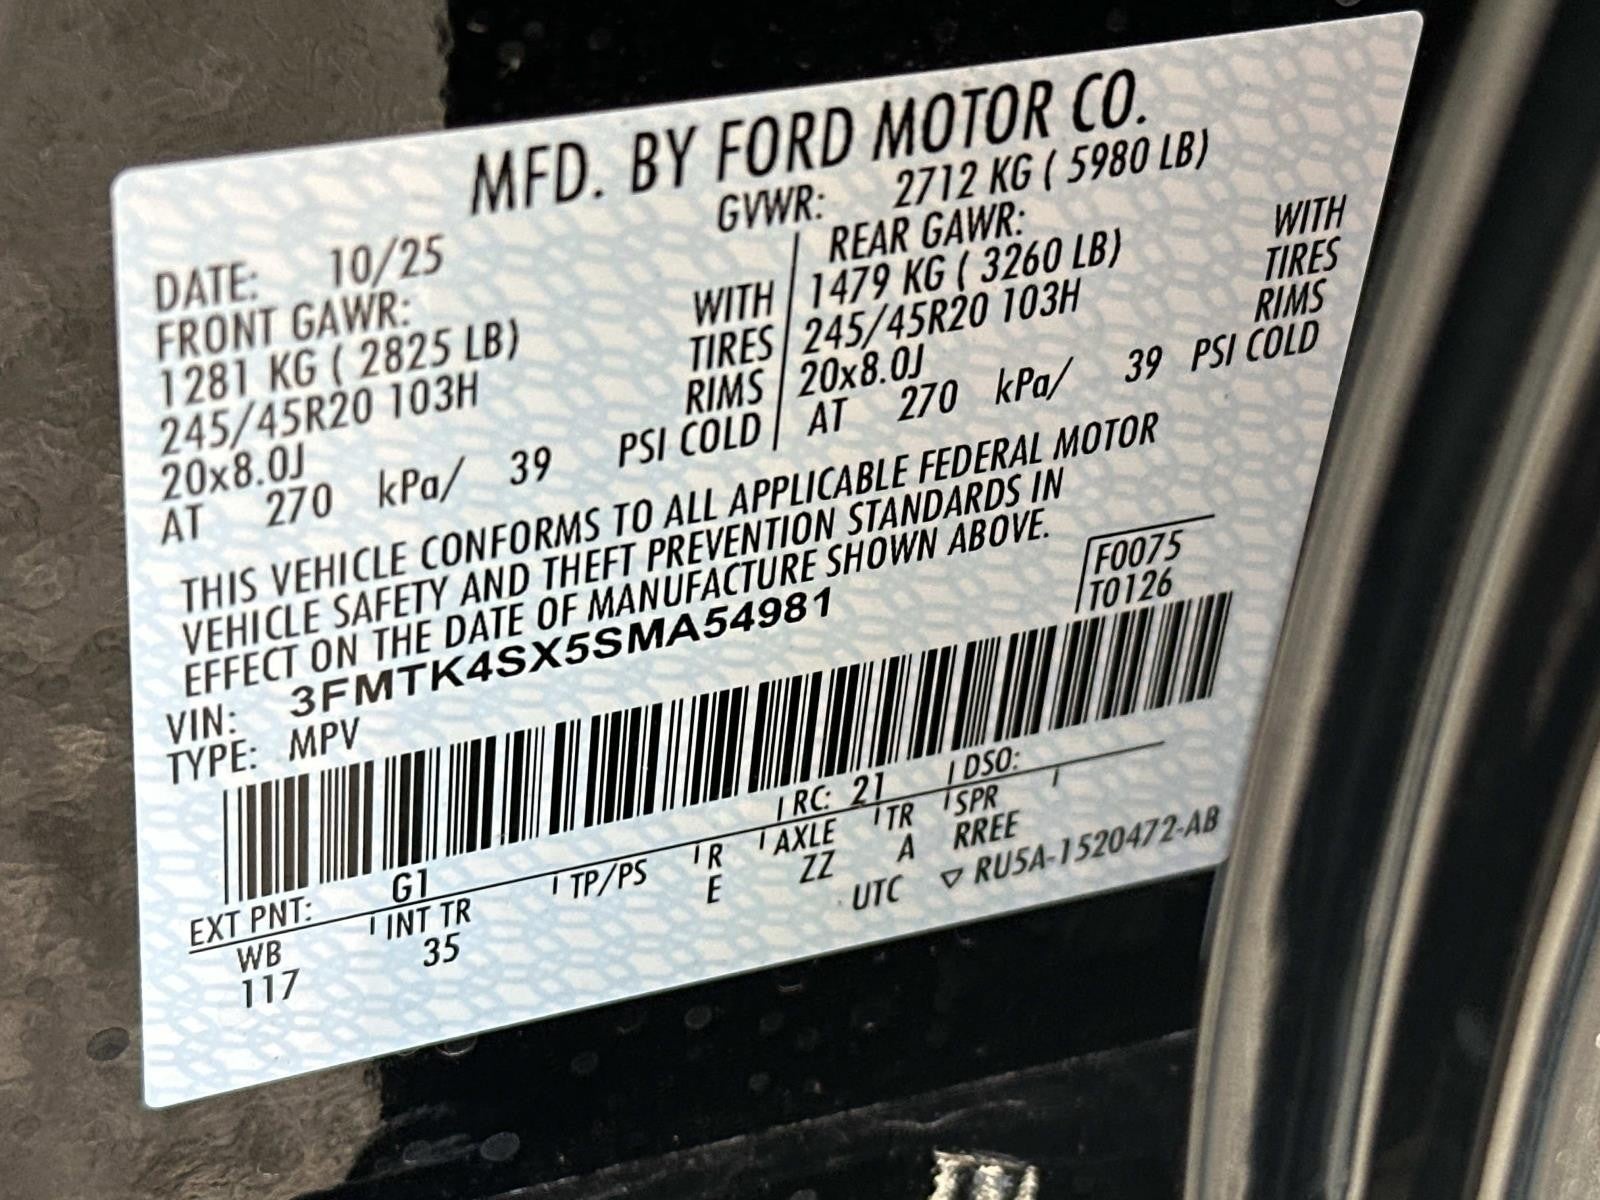 MFD. BY FORD MOTOR CO.
DATE: 10/25 GVWR: 2712 KG ( 5980 LB)
FRONT GAWR: WITH
1281 KG ( 2825 LB) TIRES
245/45R20 103H RIMS
20x8.0J
AT 270 kPa/ 39 PSI COLD
REAR GAWR: WITH
1479 KG ( 3260 LB) TIRES
245/45R20 103H RIMS
20x8.0J
AT 270 kPa/ 39 PSI COLD
THIS VEHICLE CONFORMS TO ALL APPLICABLE FEDERAL MOTOR
VEHICLE SAFETY AND THEFT PREVENTION STANDARDS IN
EFFECT ON THE DATE OF MANUFACTURE SHOWN ABOVE.
F0075
T0126
VIN: 3FMTK4SX5SMA54981
TYPE: MPV
EXT PNT: G1 RC: 21 DSO:
WB INT TR TP/PS R AXLE TR SPR
117 35 E ZZ A RREE
UTC ▽ RU5A-1520472-AB